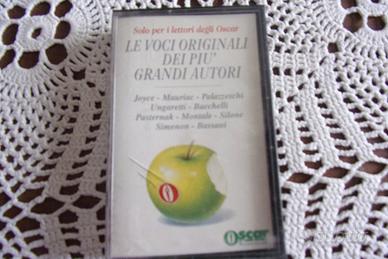 Solo per i lettori degli Oscar
LE VOCI ORIGINALI
DEI PIU'
GRANDI AUTORI
Joyce - Mauriac - Palazzeschi
Ungaretti - Bacchelli
Pasternak - Montale - Silone
Simenon - Bassani
Oscar